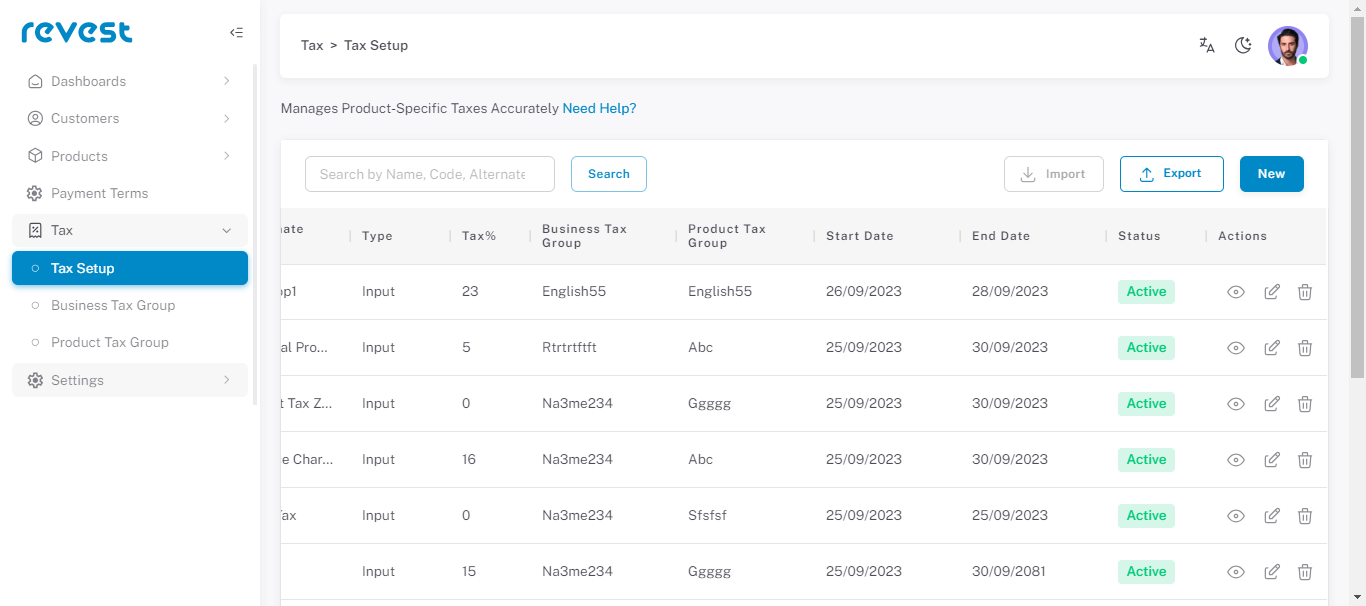 revest
Dashboards
Customers
Products
Payment Terms
Tax
Tax Setup
Business Tax Group
Product Tax Group
Settings
Tax > Tax Setup
Manages Product-Specific Taxes Accurately Need Help?
Search by Name, Code, Alternate
Search
Import
Export
New
Type Tax% Business Tax Group Product Tax Group Start Date End Date Status Actions
Input 23 English55 English55 26/09/2023 28/09/2023 Active
al Pro... Input 5 Rtrtrtftft Abc 25/09/2023 30/09/2023 Active
t Tax Z... Input 0 Na3me234 Ggggg 25/09/2023 30/09/2023 Active
e Char... Input 16 Na3me234 Abc 25/09/2023 30/09/2023 Active
Tax Input 0 Na3me234 Sfsfsf 25/09/2023 25/09/2023 Active
Input 15 Na3me234 Ggggg 25/09/2023 30/09/2081 Active